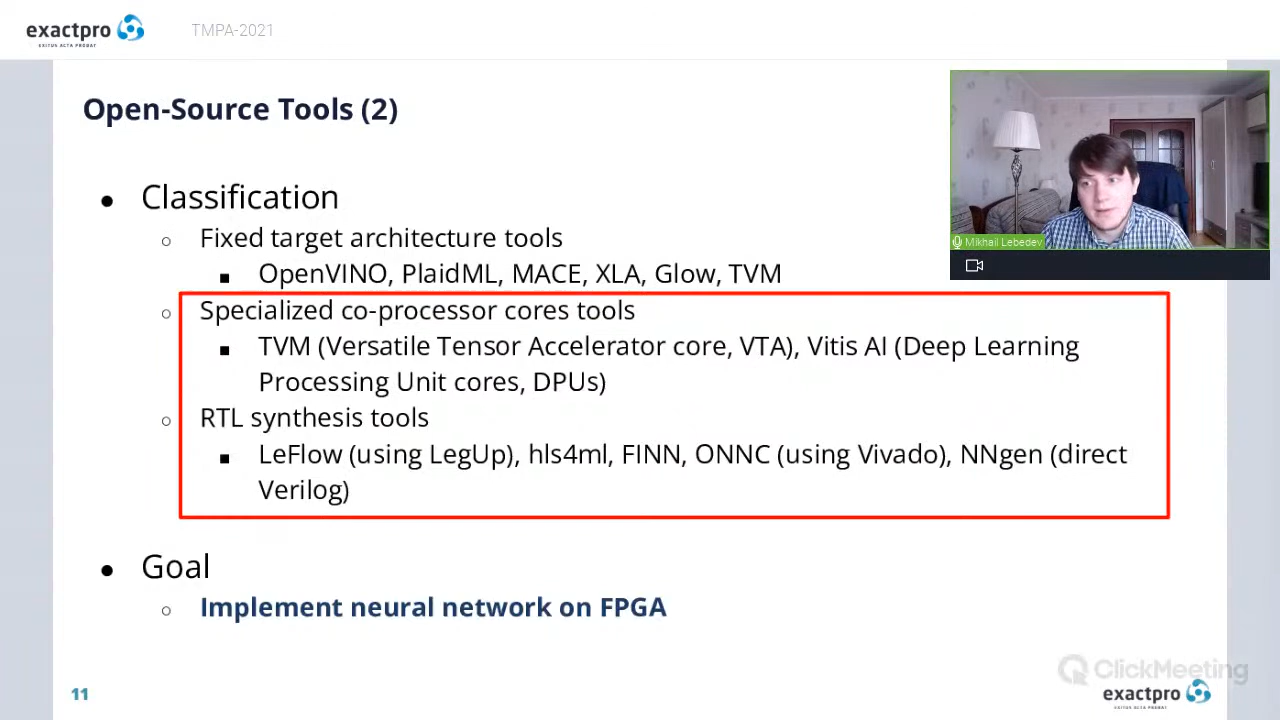 exactpro
EXITUS ACTA PROBAT
TMPA-2021
Open-Source Tools (2)
Mikhail Lebedev
● Classification
○ Fixed target architecture tools
■ OpenVINO, PlaidML, MACE, XLA, Glow, TVM
○ Specialized co-processor cores tools
■ TVM (Versatile Tensor Accelerator core, VTA), Vitis AI (Deep Learning
Processing Unit cores, DPUs)
○ RTL synthesis tools
■ LeFlow (using LegUp), hls4ml, FINN, ONNC (using Vivado), NNgen (direct
Verilog)
● Goal
○ Implement neural network on FPGA
ClickMeeting
11
exactpro
EXITUS ACTA PROBAT